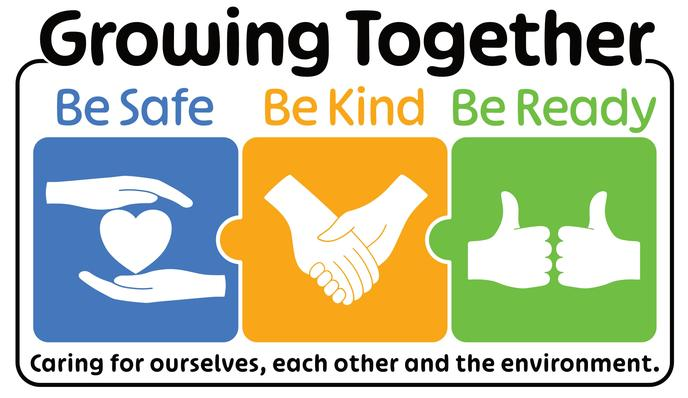 Growing Together
Be Safe Be Kind Be Ready
Caring for ourselves, each other and the environment.